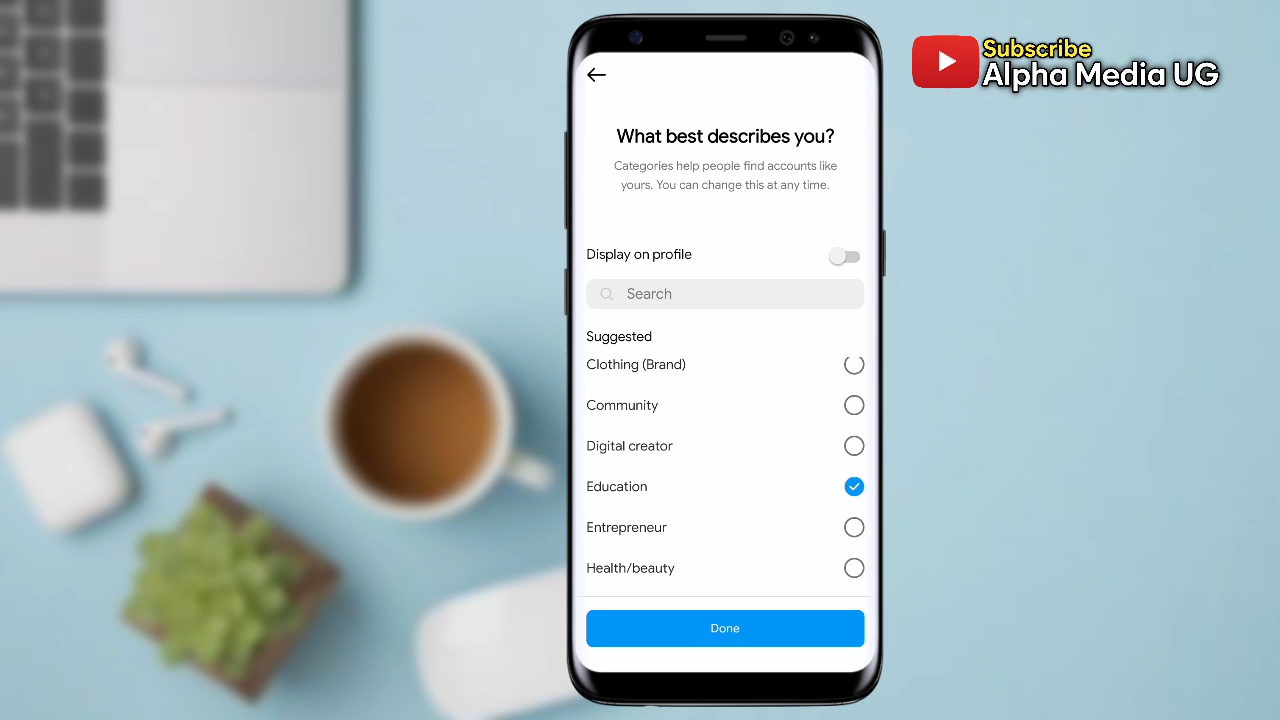 Subscribe
Alpha Media UG
What best describes you?
Categories help people find accounts like
yours. You can change this at any time.
Display on profile
Search
Suggested
Clothing (Brand)
Community
Digital creator
Education
Entrepreneur
Health/beauty
Done